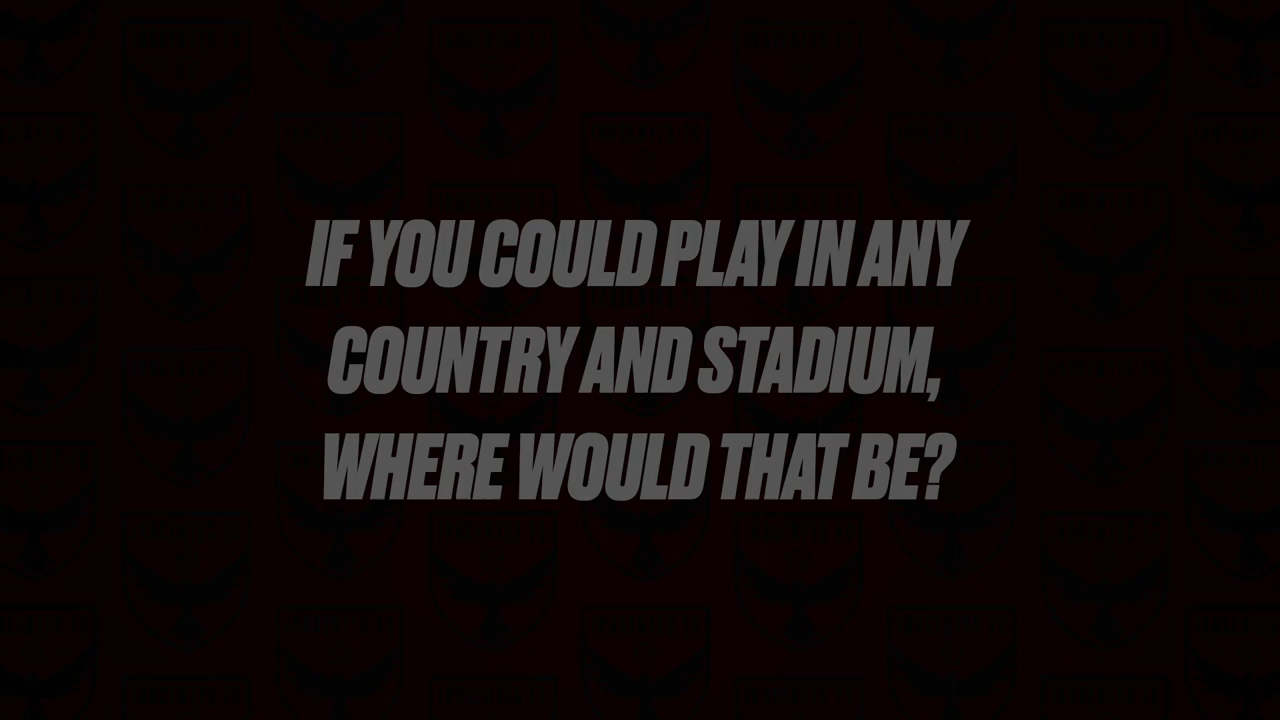 IF YOU COULD PLAY IN ANY
COUNTRY AND STADIUM,
WHERE WOULD THAT BE?